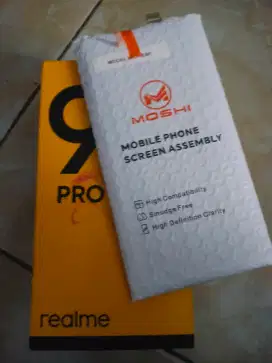 MOSHI
MOBILE PHONE
SCREEN ASSEMBLY
High Compatibility
Smudge Free
High Definition Clarity
9
PRO
realme